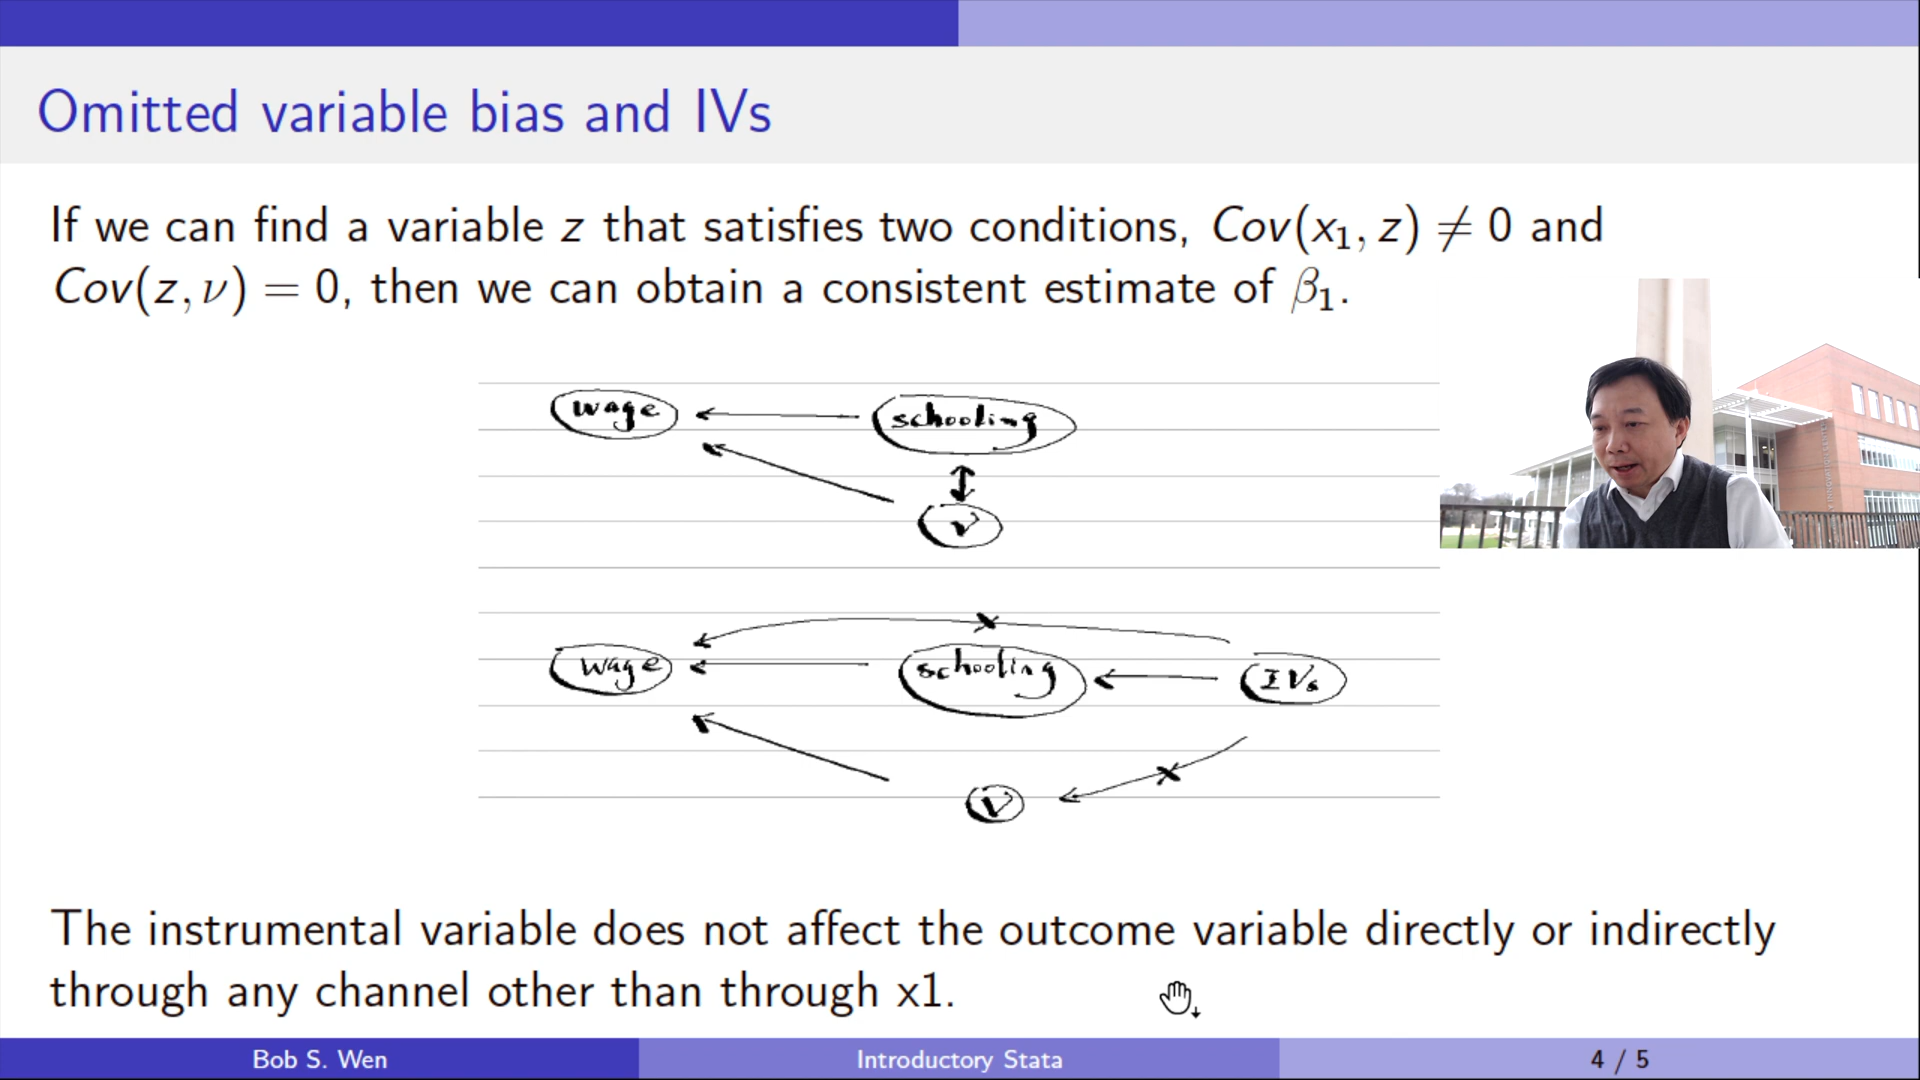 Omitted variable bias and IVs
If we can find a variable z that satisfies two conditions, Cov(x₁, z) ≠ 0 and
Cov(z, ν) = 0, then we can obtain a consistent estimate of β₁.
wage
schooling
ν
wage
schooling
IVs
ν
The instrumental variable does not affect the outcome variable directly or indirectly
through any channel other than through x1.
Bob S. Wen
Introductory Stata
4 / 5